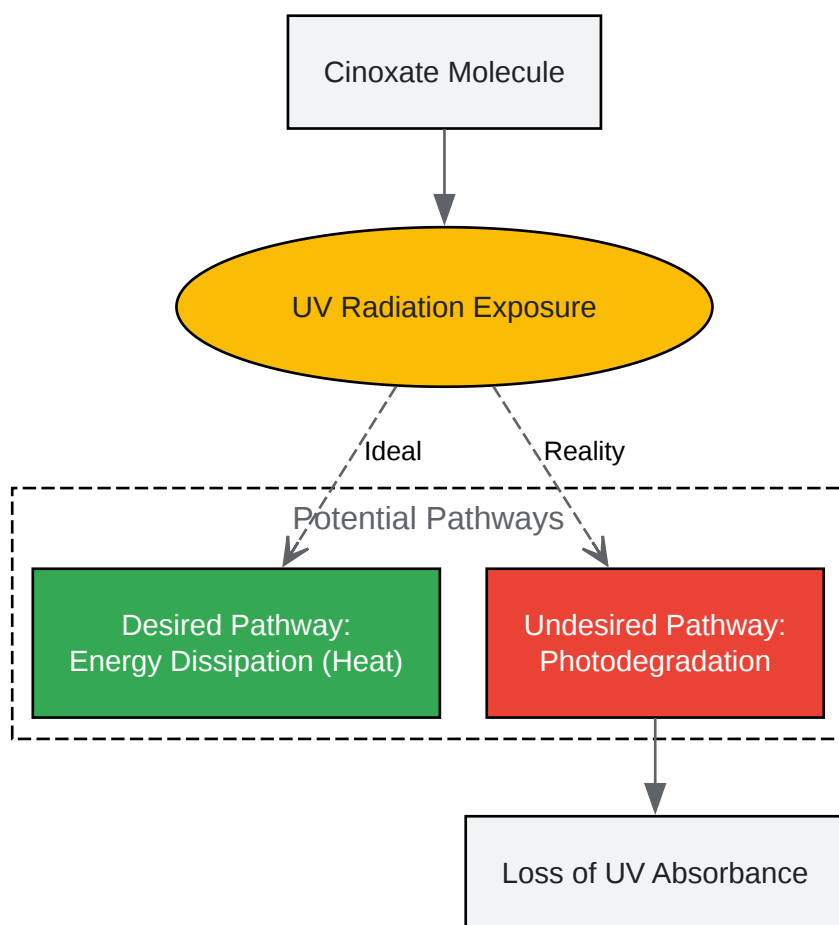 Cinoxate Molecule
UV Radiation Exposure
Ideal
Reality
Potential Pathways
Desired Pathway:
Energy Dissipation (Heat)
Undesired Pathway:
Photodegradation
Loss of UV Absorbance